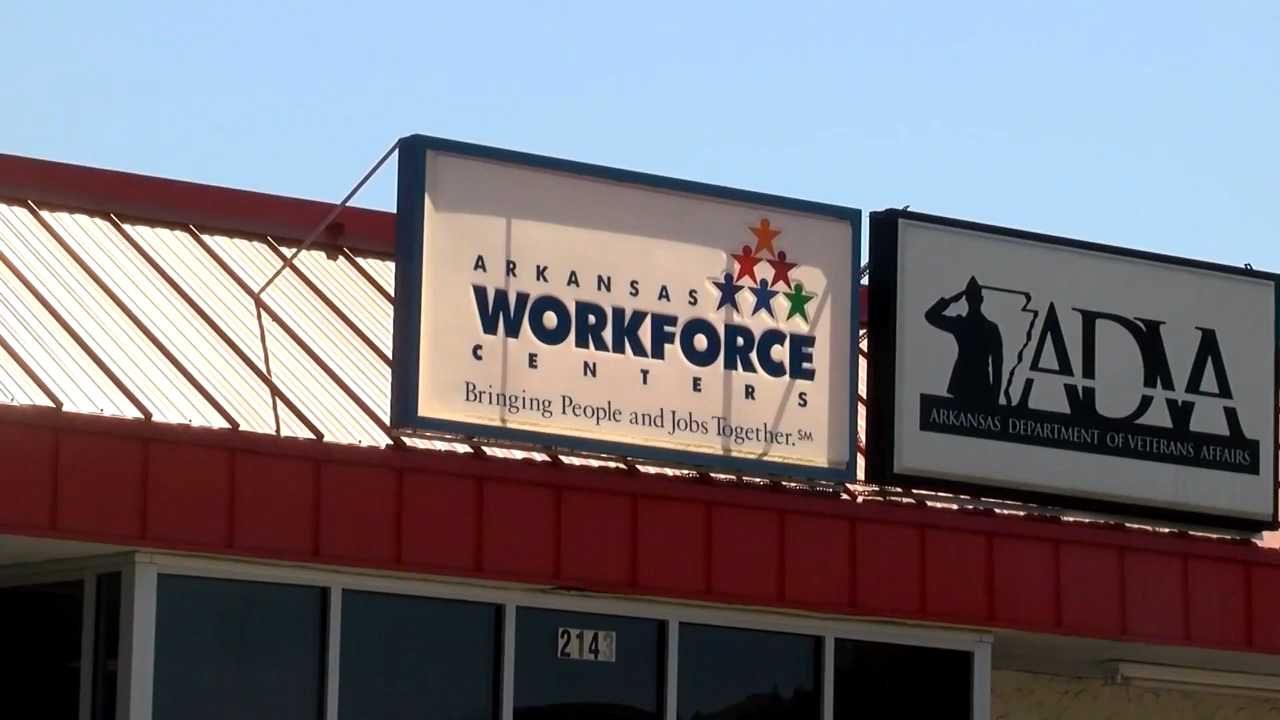 ARKANSAS
WORKFORCE
CENTERS
Bringing People and Jobs Together.℠
ADVA
ARKANSAS DEPARTMENT OF VETERANS AFFAIRS
2143